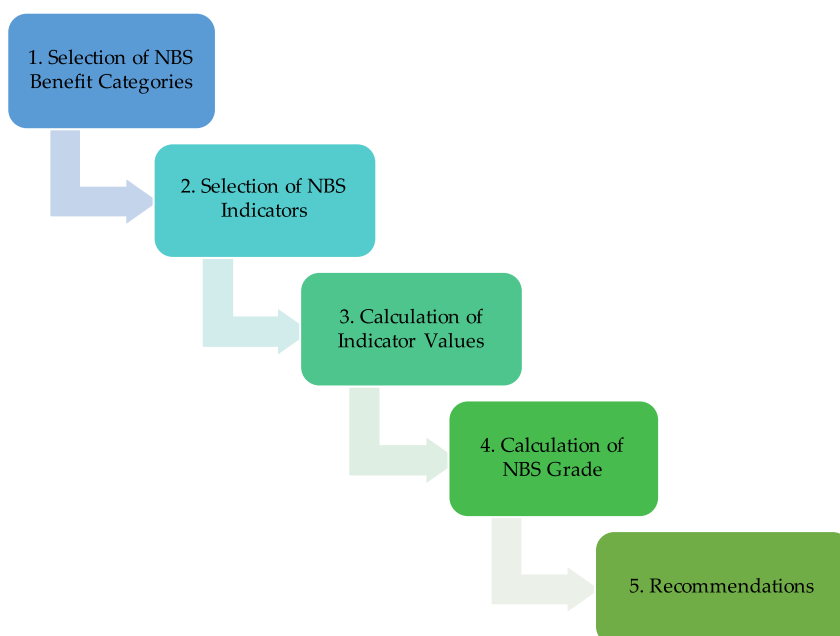 1. Selection of NBS
Benefit Categories
2. Selection of NBS
Indicators
3. Calculation of
Indicator Values
4. Calculation of
NBS Grade
5. Recommendations